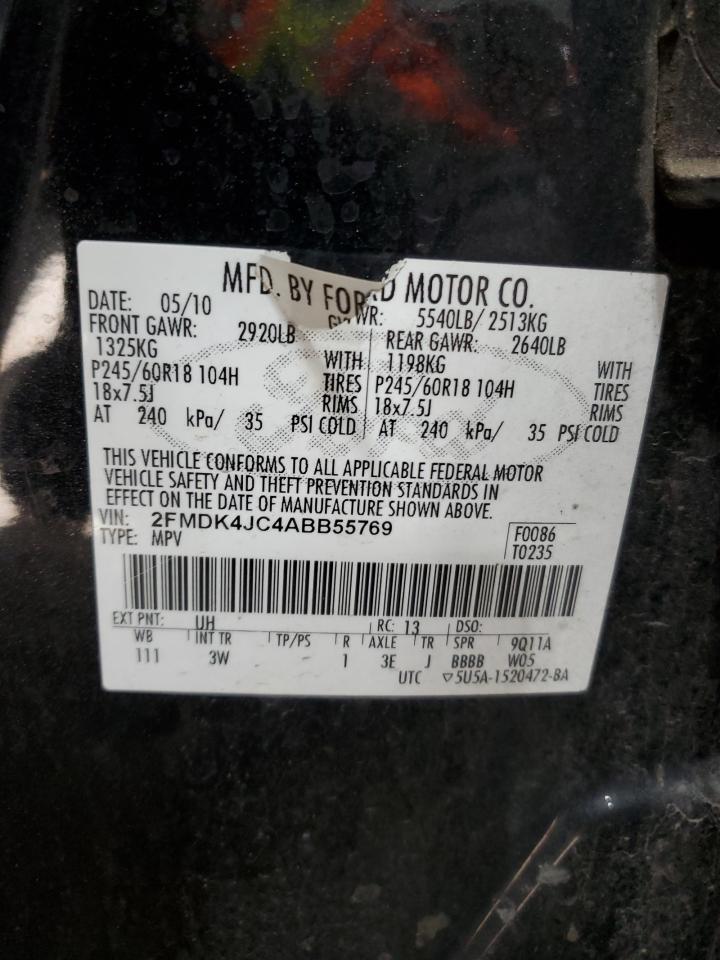 MFD. BY FORD MOTOR CO.
DATE: 05/10 GVWR: 5540LB/ 2513KG
FRONT GAWR: 2920LB REAR GAWR: 2640LB
1325KG WITH 1198KG WITH
P245/60R18 104H TIRES P245/60R18 104H TIRES
18x7.5J RIMS 18x7.5J RIMS
AT 240 kPa/ 35 PSI COLD AT 240 kPa/ 35 PSI COLD
THIS VEHICLE CONFORMS TO ALL APPLICABLE FEDERAL MOTOR
VEHICLE SAFETY AND THEFT PREVENTION STANDARDS IN
EFFECT ON THE DATE OF MANUFACTURE SHOWN ABOVE.
VIN: 2FMDK4JC4ABB55769 F0086
TYPE: MPV T0235
EXT PNT: UH RC: 13 DSO:
WB INT TR TP/PS R AXLE TR SPR 9Q11A
111 3W 1 3E J BBBB W05
UTC ▽5U5A-1520472-BA